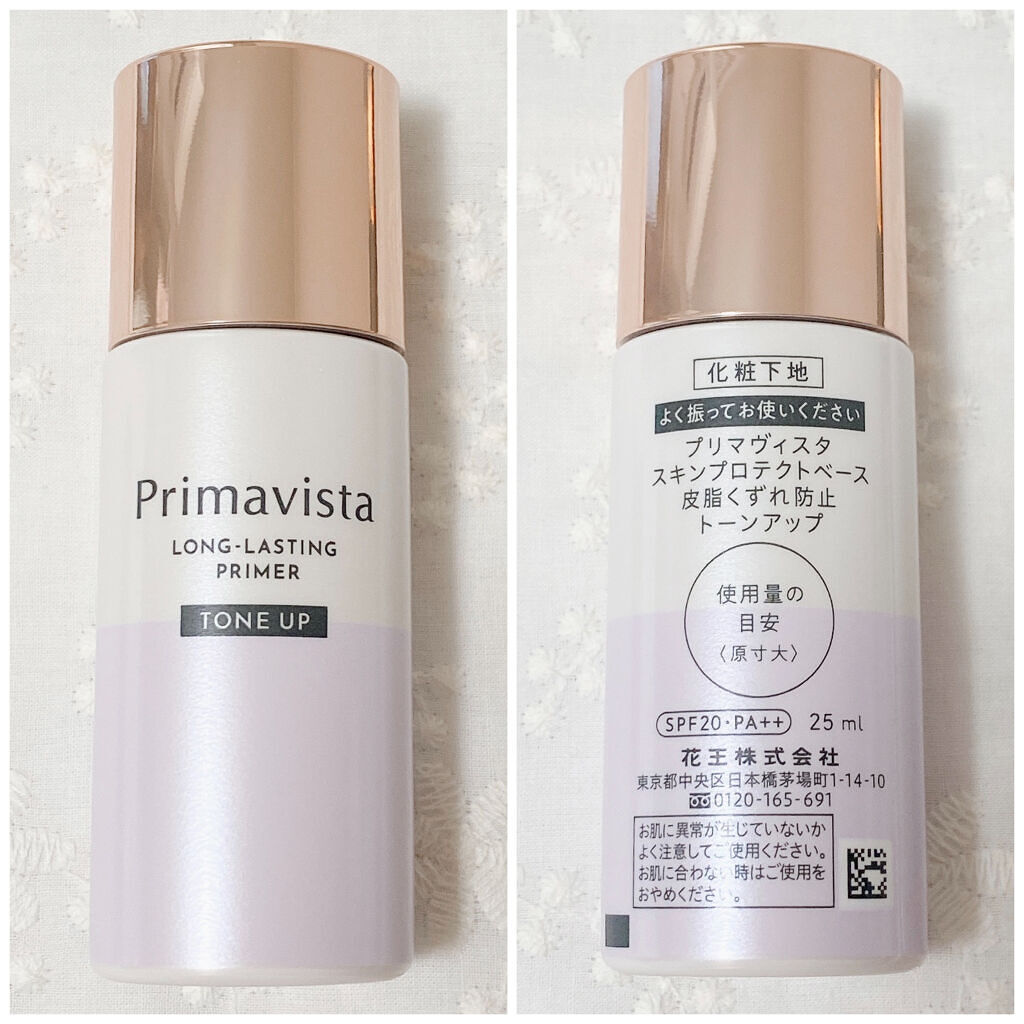 Primavista
LONG-LASTING
PRIMER
TONE UP
化粧下地
よく振ってお使いください
プリマヴィスタ
スキンプロテクトベース
皮脂くずれ防止
トーンアップ
使用量の
目安
〈原寸大〉
SPF20・PA++ 25 ml
花王株式会社
東京都中央区日本橋茅場町1-14-10
0120-165-691
お肌に異常が生じていないか
よく注意してご使用ください。
お肌に合わない時はご使用を
おやめください。